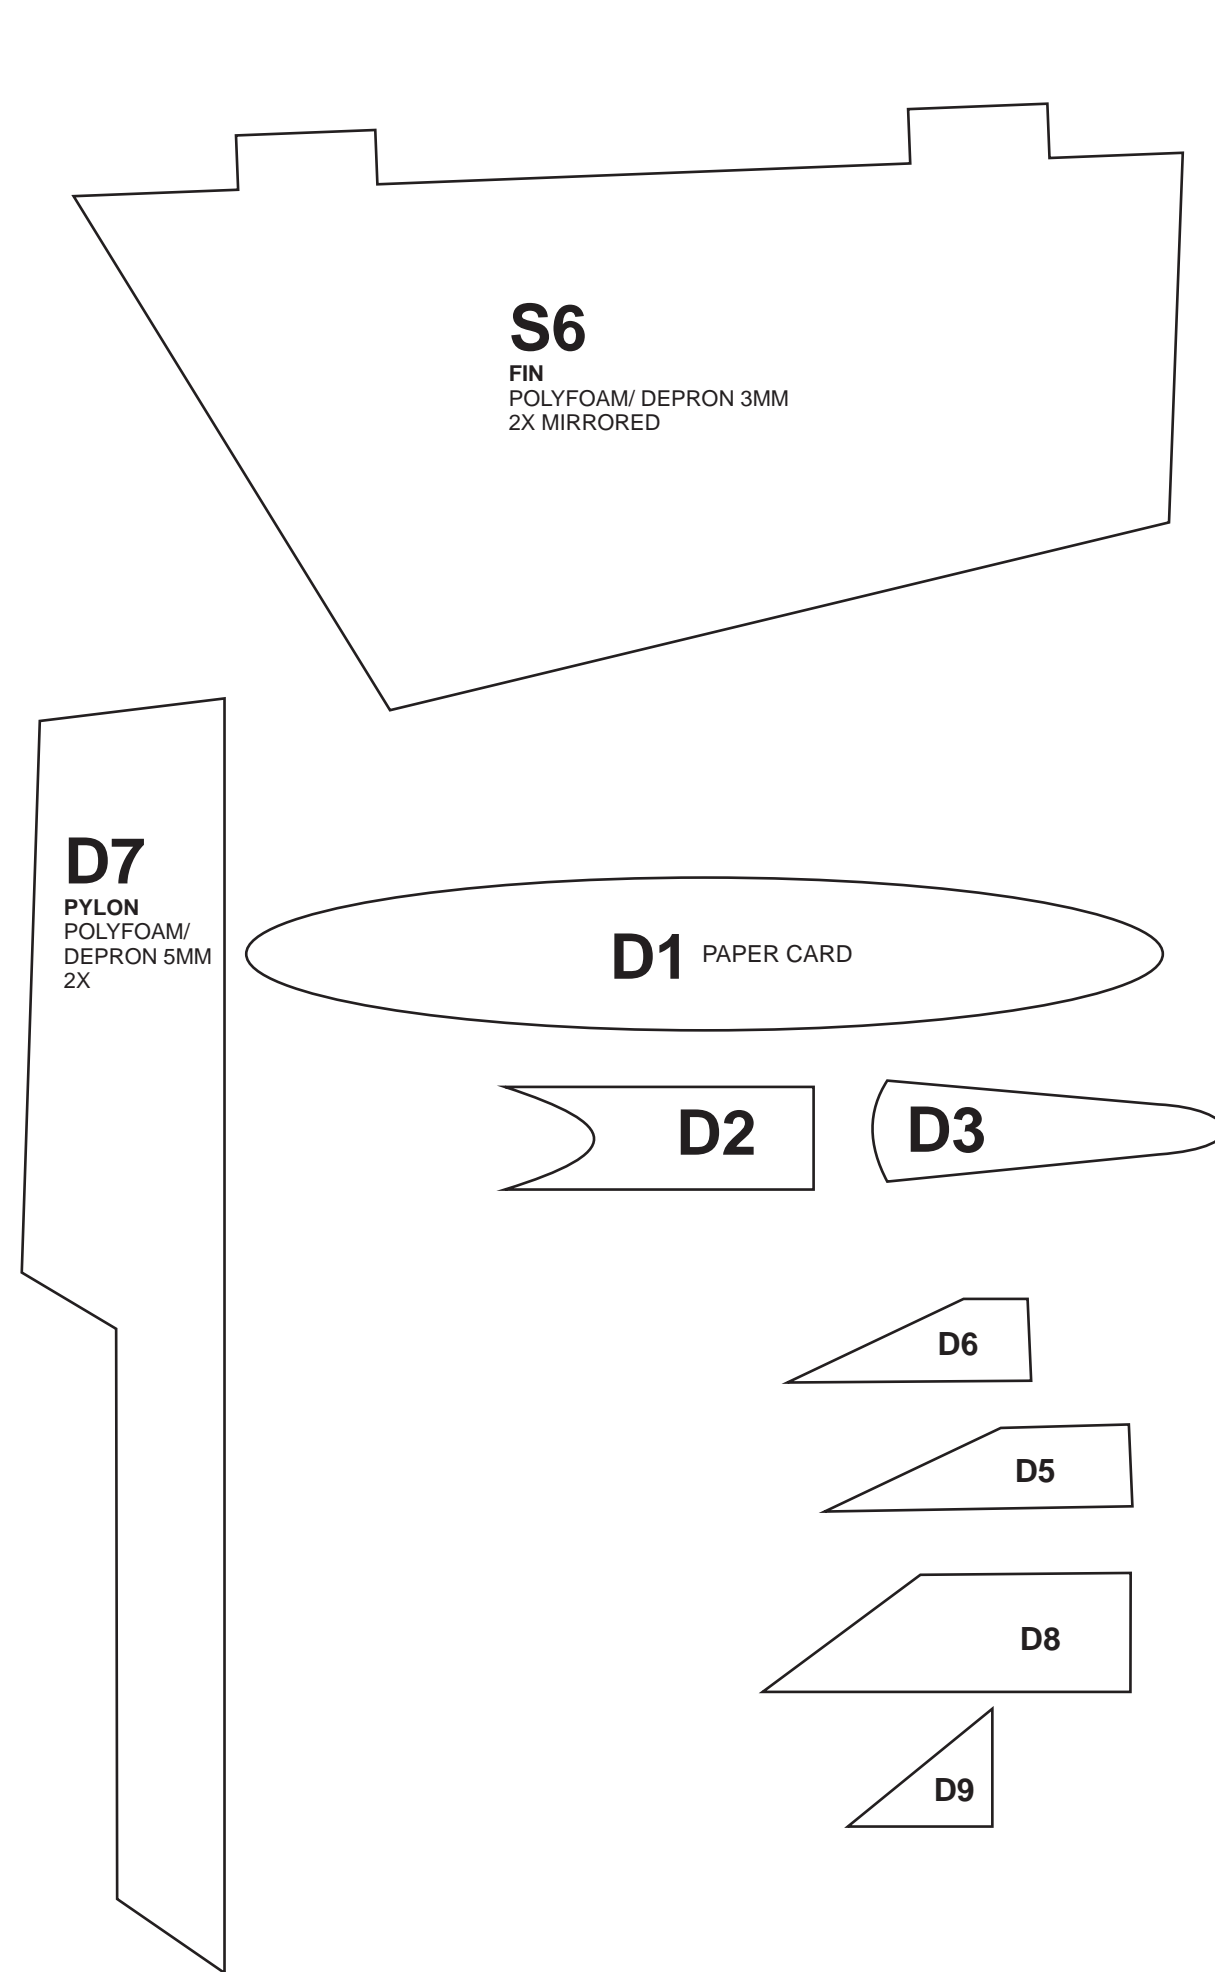 S6
FIN
POLYFOAM/ DEPRON 3MM
2X MIRRORED
D7
PYLON
POLYFOAM/
DEPRON 5MM
2X
D1 PAPER CARD
D2
D3
D6
D5
D8
D9